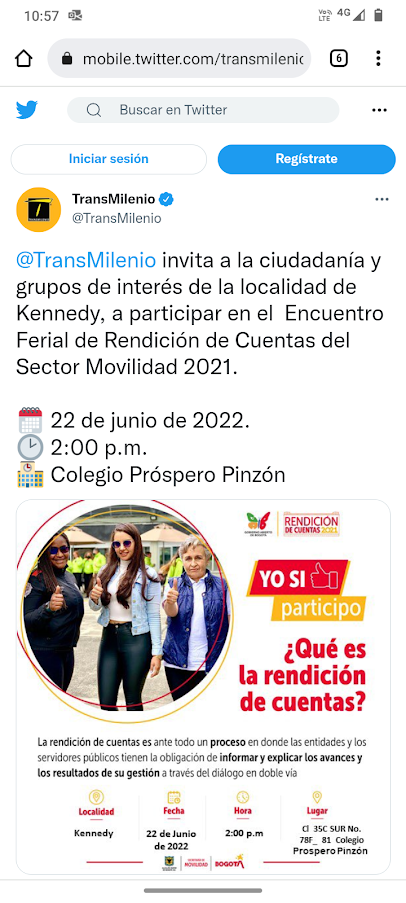 10:57
Vo))
LTE
4G
mobile.twitter.com/transmilenic
6
Buscar en Twitter
Iniciar sesión
Regístrate
TransMilenio
@TransMilenio
@TransMilenio invita a la ciudadanía y
grupos de interés de la localidad de
Kennedy, a participar en el Encuentro
Ferial de Rendición de Cuentas del
Sector Movilidad 2021.
22 de junio de 2022.
2:00 p.m.
Colegio Próspero Pinzón
RENDICIÓN
DE CUENTAS 2021
YO SI
participo
¿Qué es
la rendición
de cuentas?
La rendición de cuentas es ante todo un proceso en donde las entidades y los
servidores públicos tienen la obligación de informar y explicar los avances y
los resultados de su gestión a través del diálogo en doble vía
Localidad
Fecha
Hora
Lugar
Kennedy
22 de Junio
de 2022
2:00 p.m
Cl 35C SUR No.
78F_ 81 Colegio
Prospero Pinzón
MOVILIDAD
BOGOTÁ